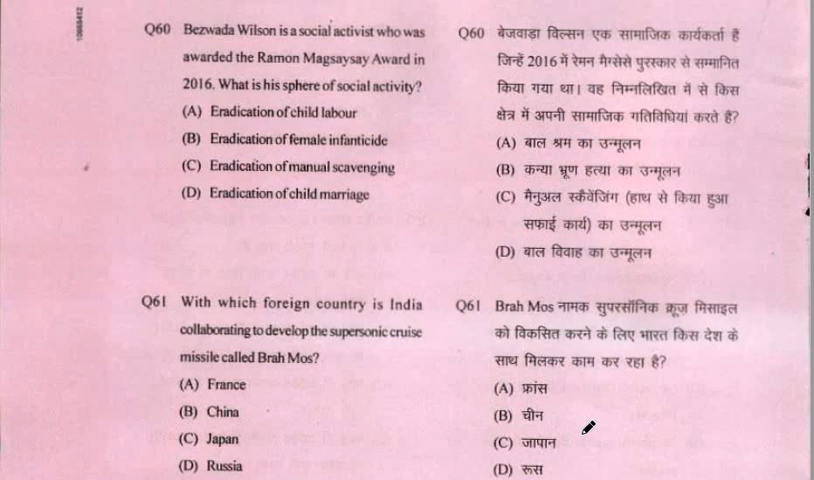 10665412
Q60 Bezwada Wilson is a social activist who was
awarded the Ramon Magsaysay Award in
2016. What is his sphere of social activity?
(A) Eradication of child labour
(B) Eradication of female infanticide
(C) Eradication of manual scavenging
(D) Eradication of child marriage
Q61 With which foreign country is India
collaborating to develop the supersonic cruise
missile called Brah Mos?
(A) France
(B) China
(C) Japan
(D) Russia
Q60 बेजवाडा विल्सन एक सामाजिक कार्यकर्ता हैं
जिन्हें 2016 में रेमन मैग्सेसे पुरस्कार से सम्मानित
किया गया था। वह निम्नलिखित में से किस
क्षेत्र में अपनी सामाजिक गतिविधियां करते हैं?
(A) बाल श्रम का उन्मूलन
(B) कन्या भ्रूण हत्या का उन्मूलन
(C) मैनुअल स्कैवेंजिंग (हाथ से किया हुआ
सफाई कार्य) का उन्मूलन
(D) बाल विवाह का उन्मूलन
Q61 Brah Mos नामक सुपरसॉनिक क्रूज मिसाइल
को विकसित करने के लिए भारत किस देश के
साथ मिलकर काम कर रहा है?
(A) फ्रांस
(B) चीन
(C) जापान
(D) रूस